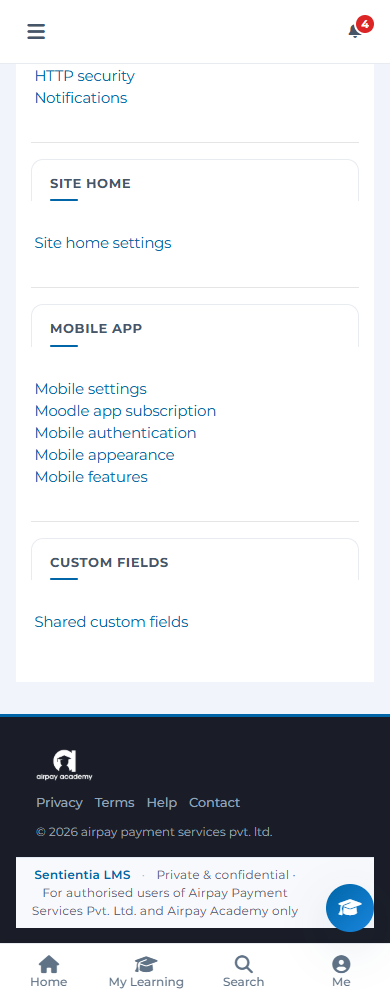 4
HTTP security
Notifications
SITE HOME
Site home settings
MOBILE APP
Mobile settings
Moodle app subscription
Mobile authentication
Mobile appearance
Mobile features
CUSTOM FIELDS
Shared custom fields
airpay academy
Privacy Terms Help Contact
© 2026 airpay payment services pvt. ltd.
Sentientia LMS · Private & confidential ·
For authorised users of Airpay Payment
Services Pvt. Ltd. and Airpay Academy only
Home My Learning Search Me